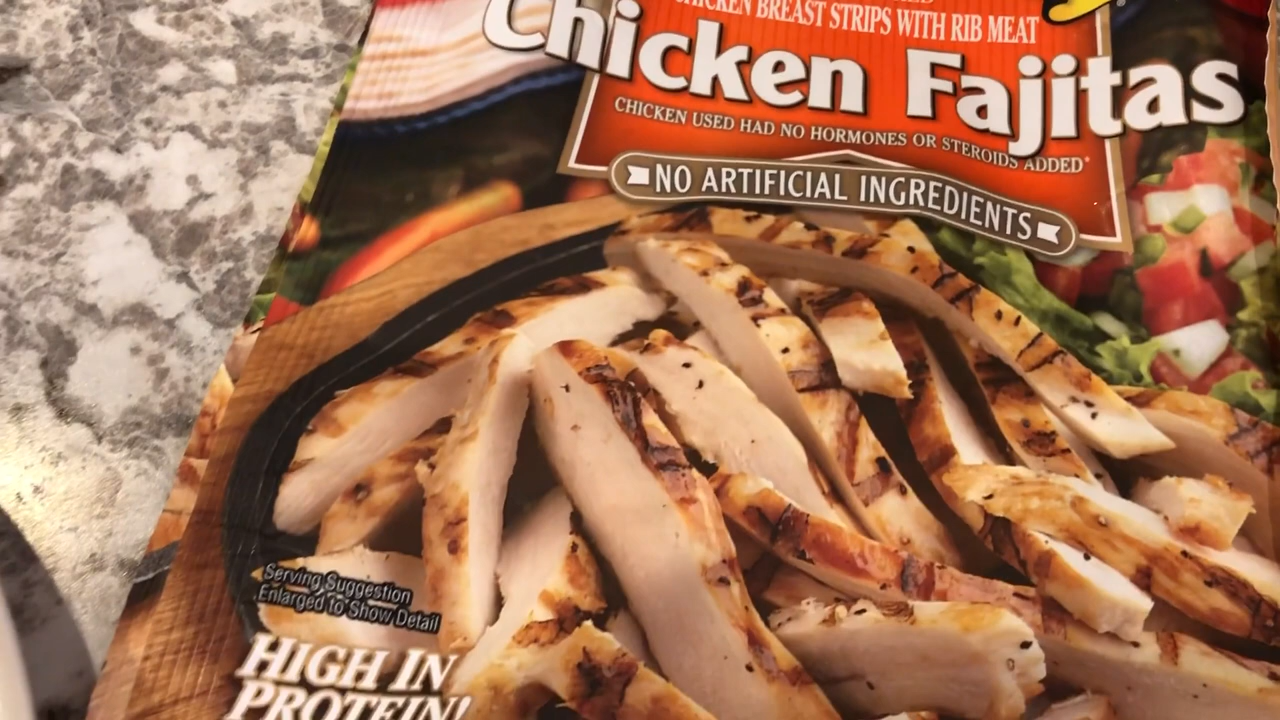 CHICKEN BREAST STRIPS WITH RIB MEAT
Chicken Fajitas
CHICKEN USED HAD NO HORMONES OR STEROIDS ADDED*
NO ARTIFICIAL INGREDIENTS
Serving Suggestion
Enlarged to Show Detail
HIGH IN
PROTEIN!